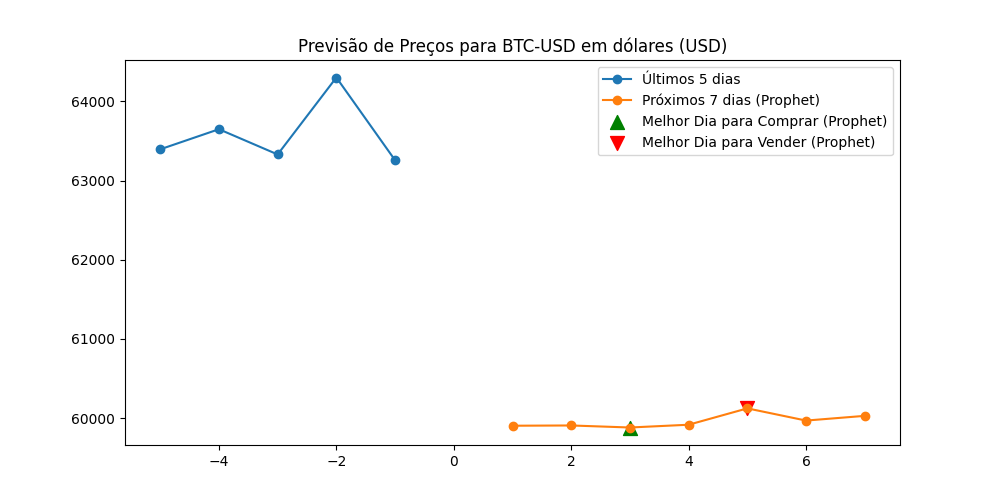 Previsão de Preços para BTC-USD em dólares (USD)
Últimos 5 dias
Próximos 7 dias (Prophet)
Melhor Dia para Comprar (Prophet)
Melhor Dia para Vender (Prophet)
64000
63000
62000
61000
60000
−4
−2
0
2
4
6